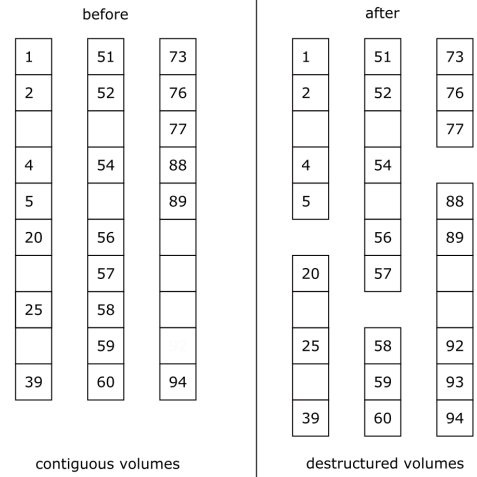 before
1 51 73
2 52 76
77
4 54 88
5 89
20 56
57
25 58
59
39 60 94
contiguous volumes
after
1 51 73
2 52 76
77
4 54
5 88
56 89
20 57
25 58 92
59 93
39 60 94
destructured volumes